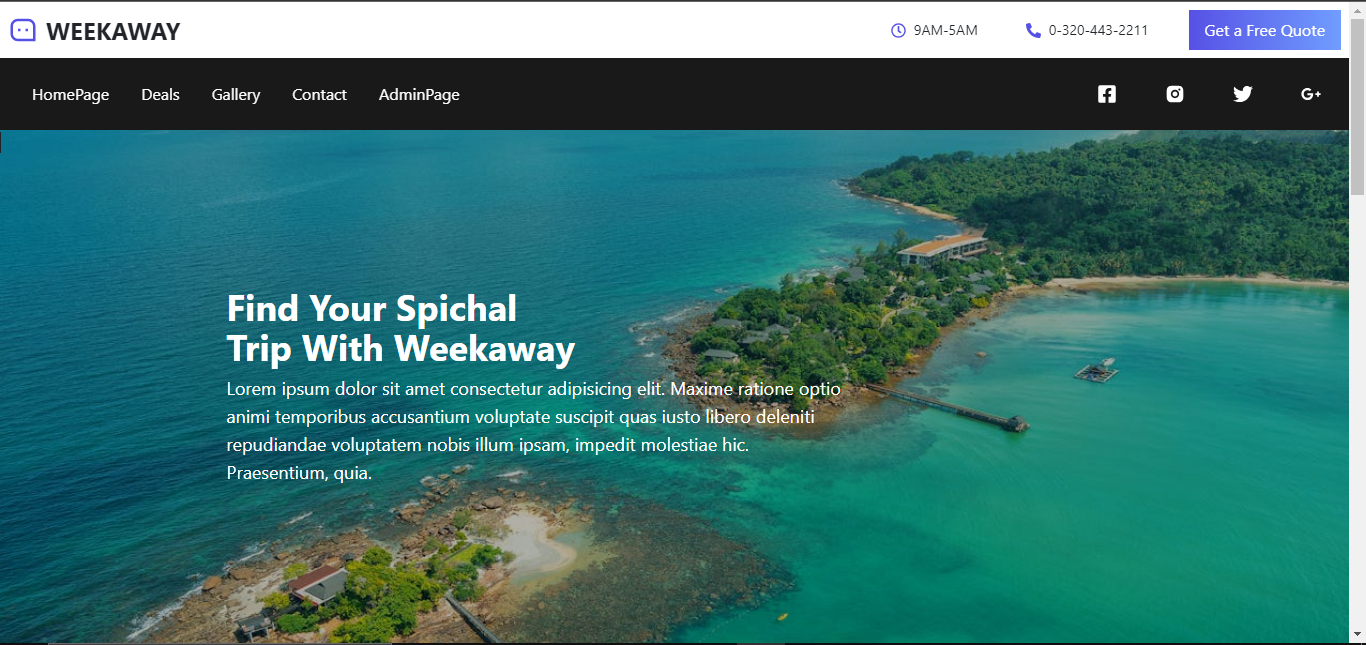 WEEKAWAY
9AM-5AM
0-320-443-2211
Get a Free Quote
HomePage
Deals
Gallery
Contact
AdminPage
G+
Find Your Spichal
Trip With Weekaway
Lorem ipsum dolor sit amet consectetur adipisicing elit. Maxime ratione optio
animi temporibus accusantium voluptate suscipit quas iusto libero deleniti
repudiandae voluptatem nobis illum ipsam, impedit molestiae hic.
Praesentium, quia.